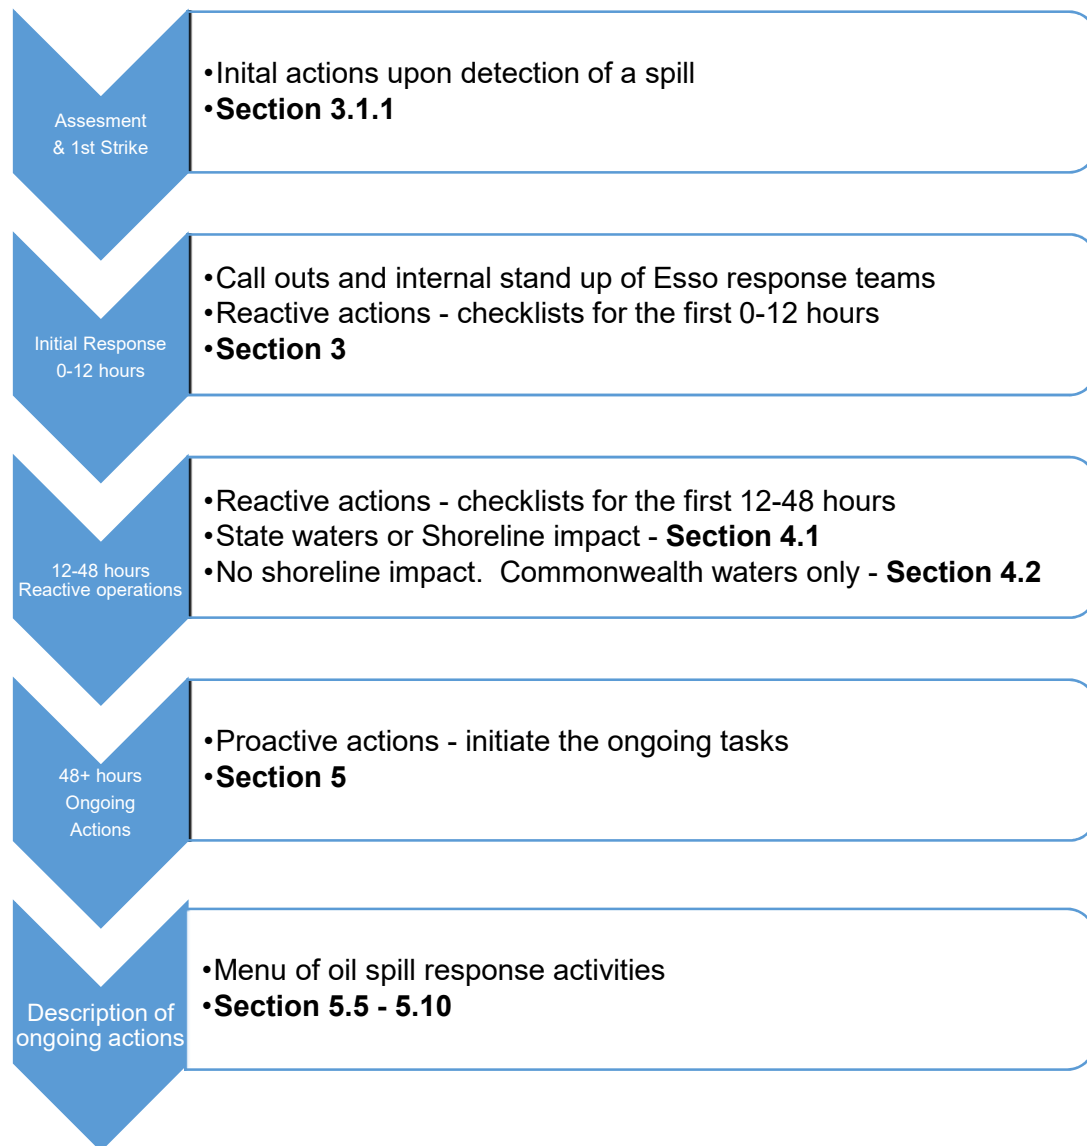 Assesment
& 1st Strike
•Inital actions upon detection of a spill
•Section 3.1.1
Initial Response
0-12 hours
•Call outs and internal stand up of Esso response teams
•Reactive actions - checklists for the first 0-12 hours
•Section 3
12-48 hours
Reactive operations
•Reactive actions - checklists for the first 12-48 hours
•State waters or Shoreline impact - Section 4.1
•No shoreline impact.  Commonwealth waters only - Section 4.2
48+ hours
Ongoing
Actions
•Proactive actions - initiate the ongoing tasks
•Section 5
Description of
ongoing actions
•Menu of oil spill response activities
•Section 5.5 - 5.10